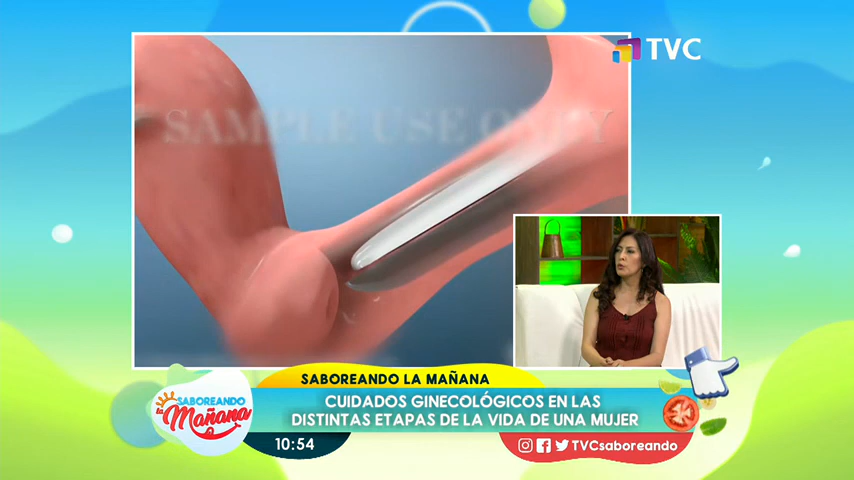 TVC
SAMPLE USE ONLY
SABOREANDO LA MAÑANA
SABOREANDO
Mañana
CUIDADOS GINECOLÓGICOS EN LAS
DISTINTAS ETAPAS DE LA VIDA DE UNA MUJER
10:54
TVCsaboreando